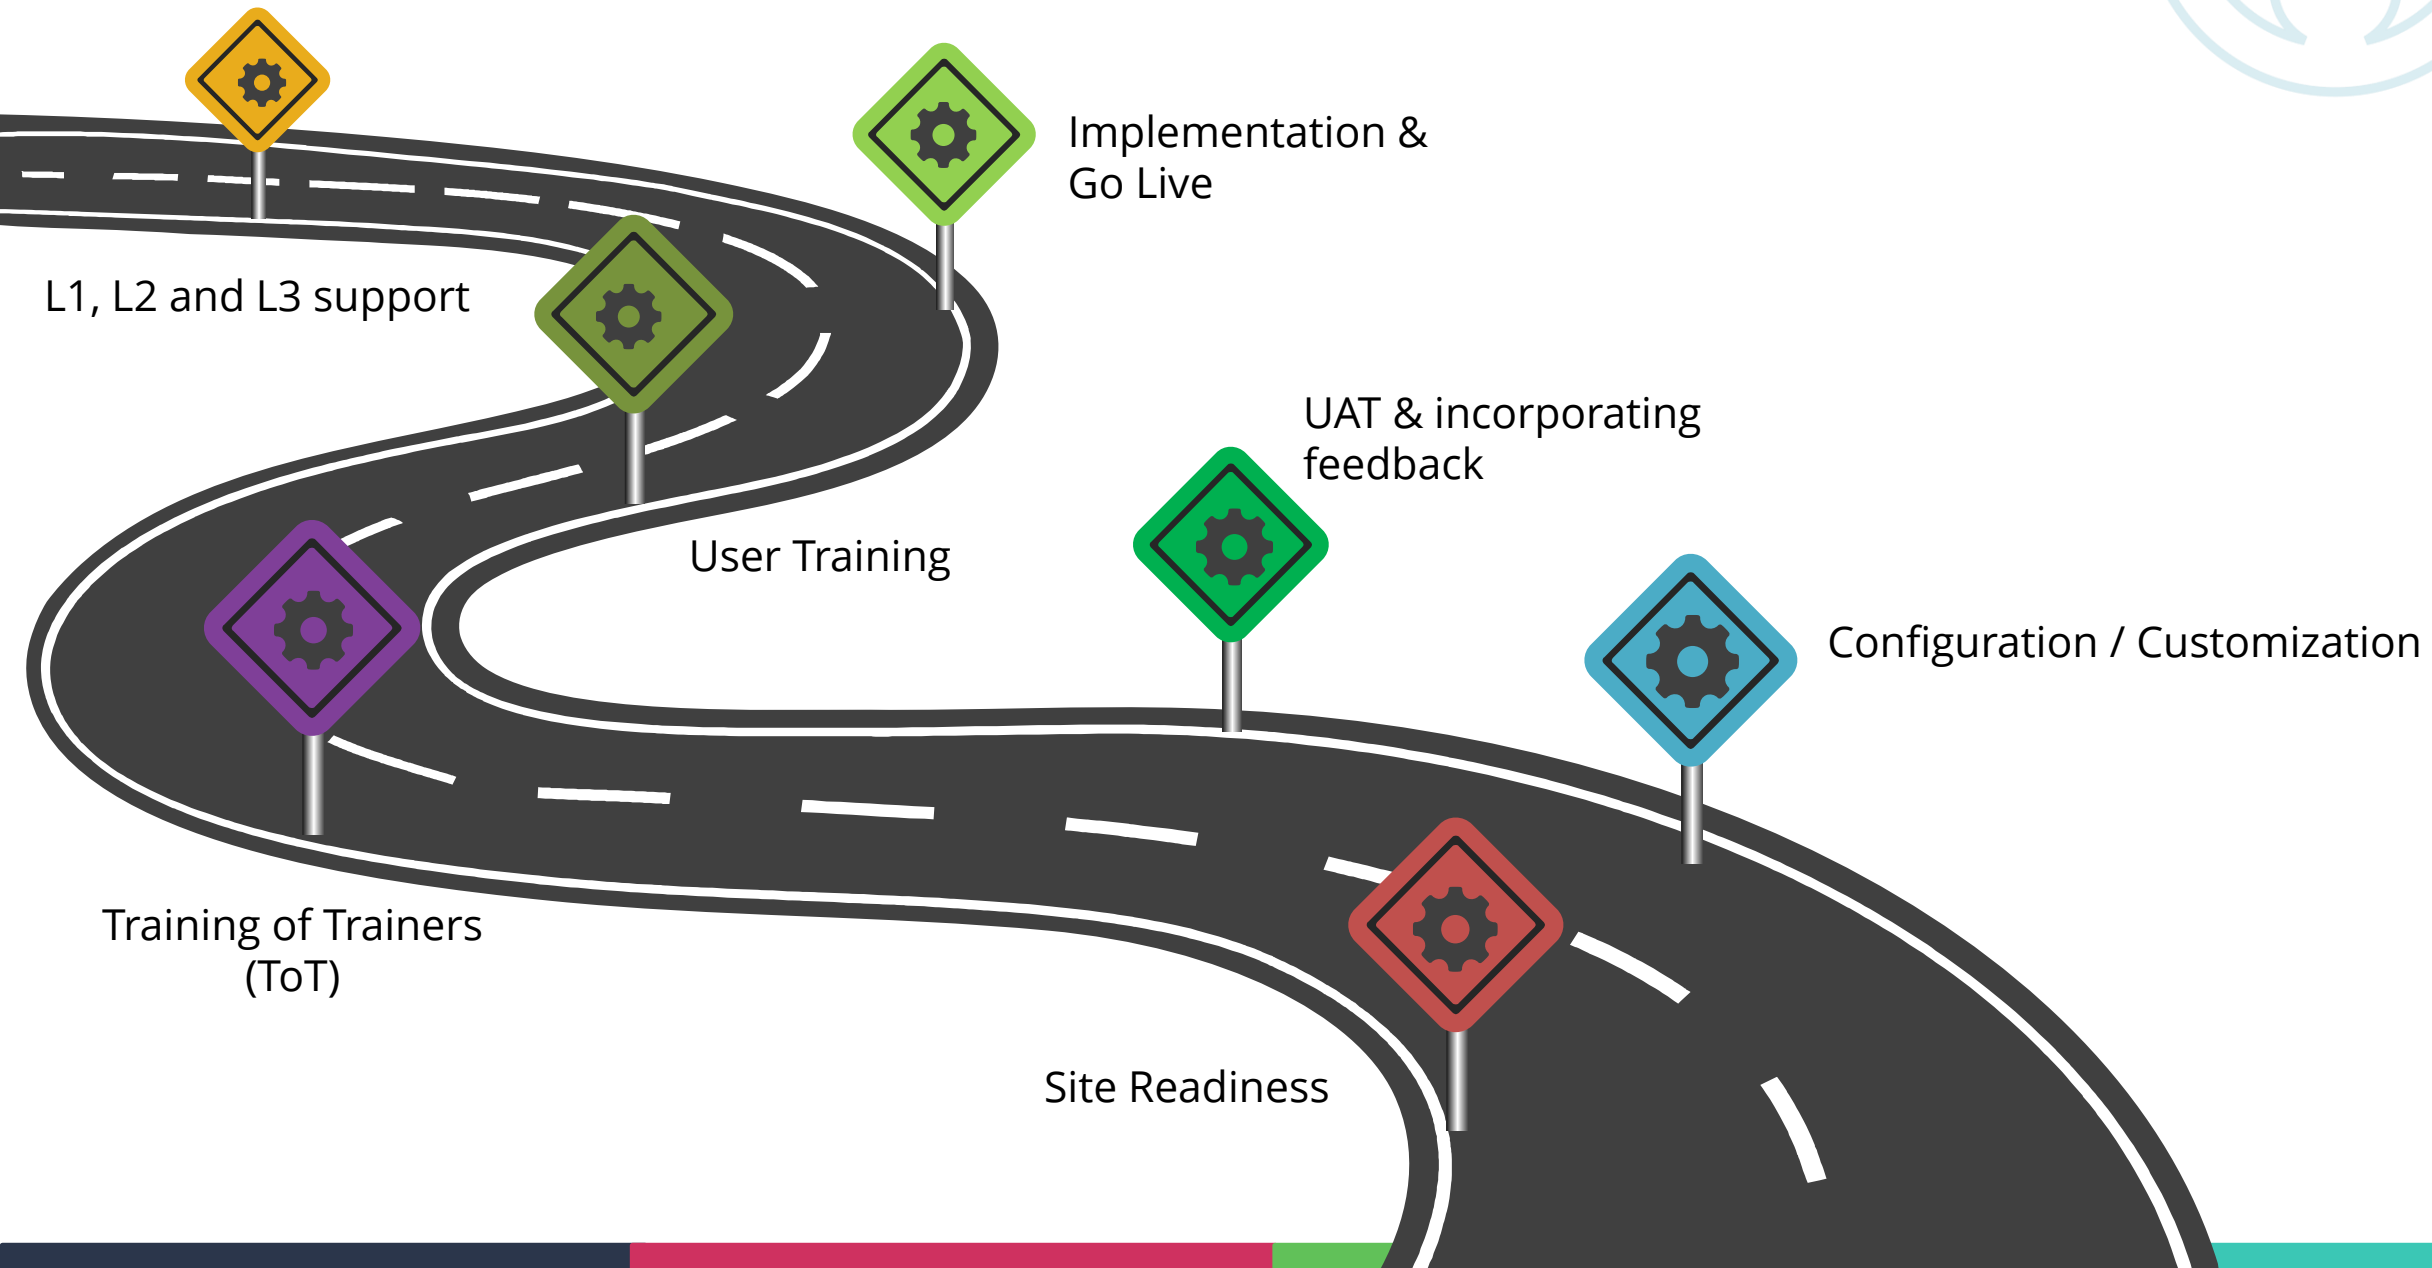 Implementation &
Go Live
L1, L2 and L3 support
UAT & incorporating
feedback
User Training
Configuration / Customization
Training of Trainers
(ToT)
Site Readiness